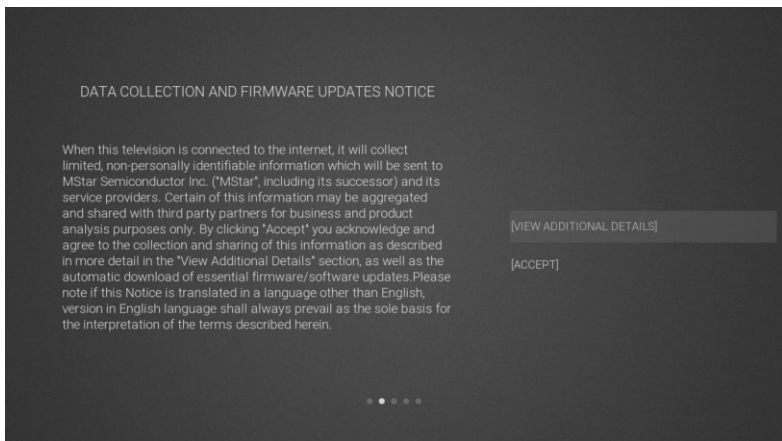 DATA COLLECTION AND FIRMWARE UPDATES NOTICE
When this television is connected to the internet, it will collect
limited, non-personally identifiable information which will be sent to
MStar Semiconductor Inc. ("MStar", including its successor) and its
service providers. Certain of this information may be aggregated
and shared with third party partners for business and product
analysis purposes only. By clicking "Accept" you acknowledge and
agree to the collection and sharing of this information as described
in more detail in the "View Additional Details" section, as well as the
automatic download of essential firmware/software updates.Please
note if this Notice is translated in a language other than English,
version in English language shall always prevail as the sole basis for
the interpretation of the terms described herein.
[VIEW ADDITIONAL DETAILS]
[ACCEPT]